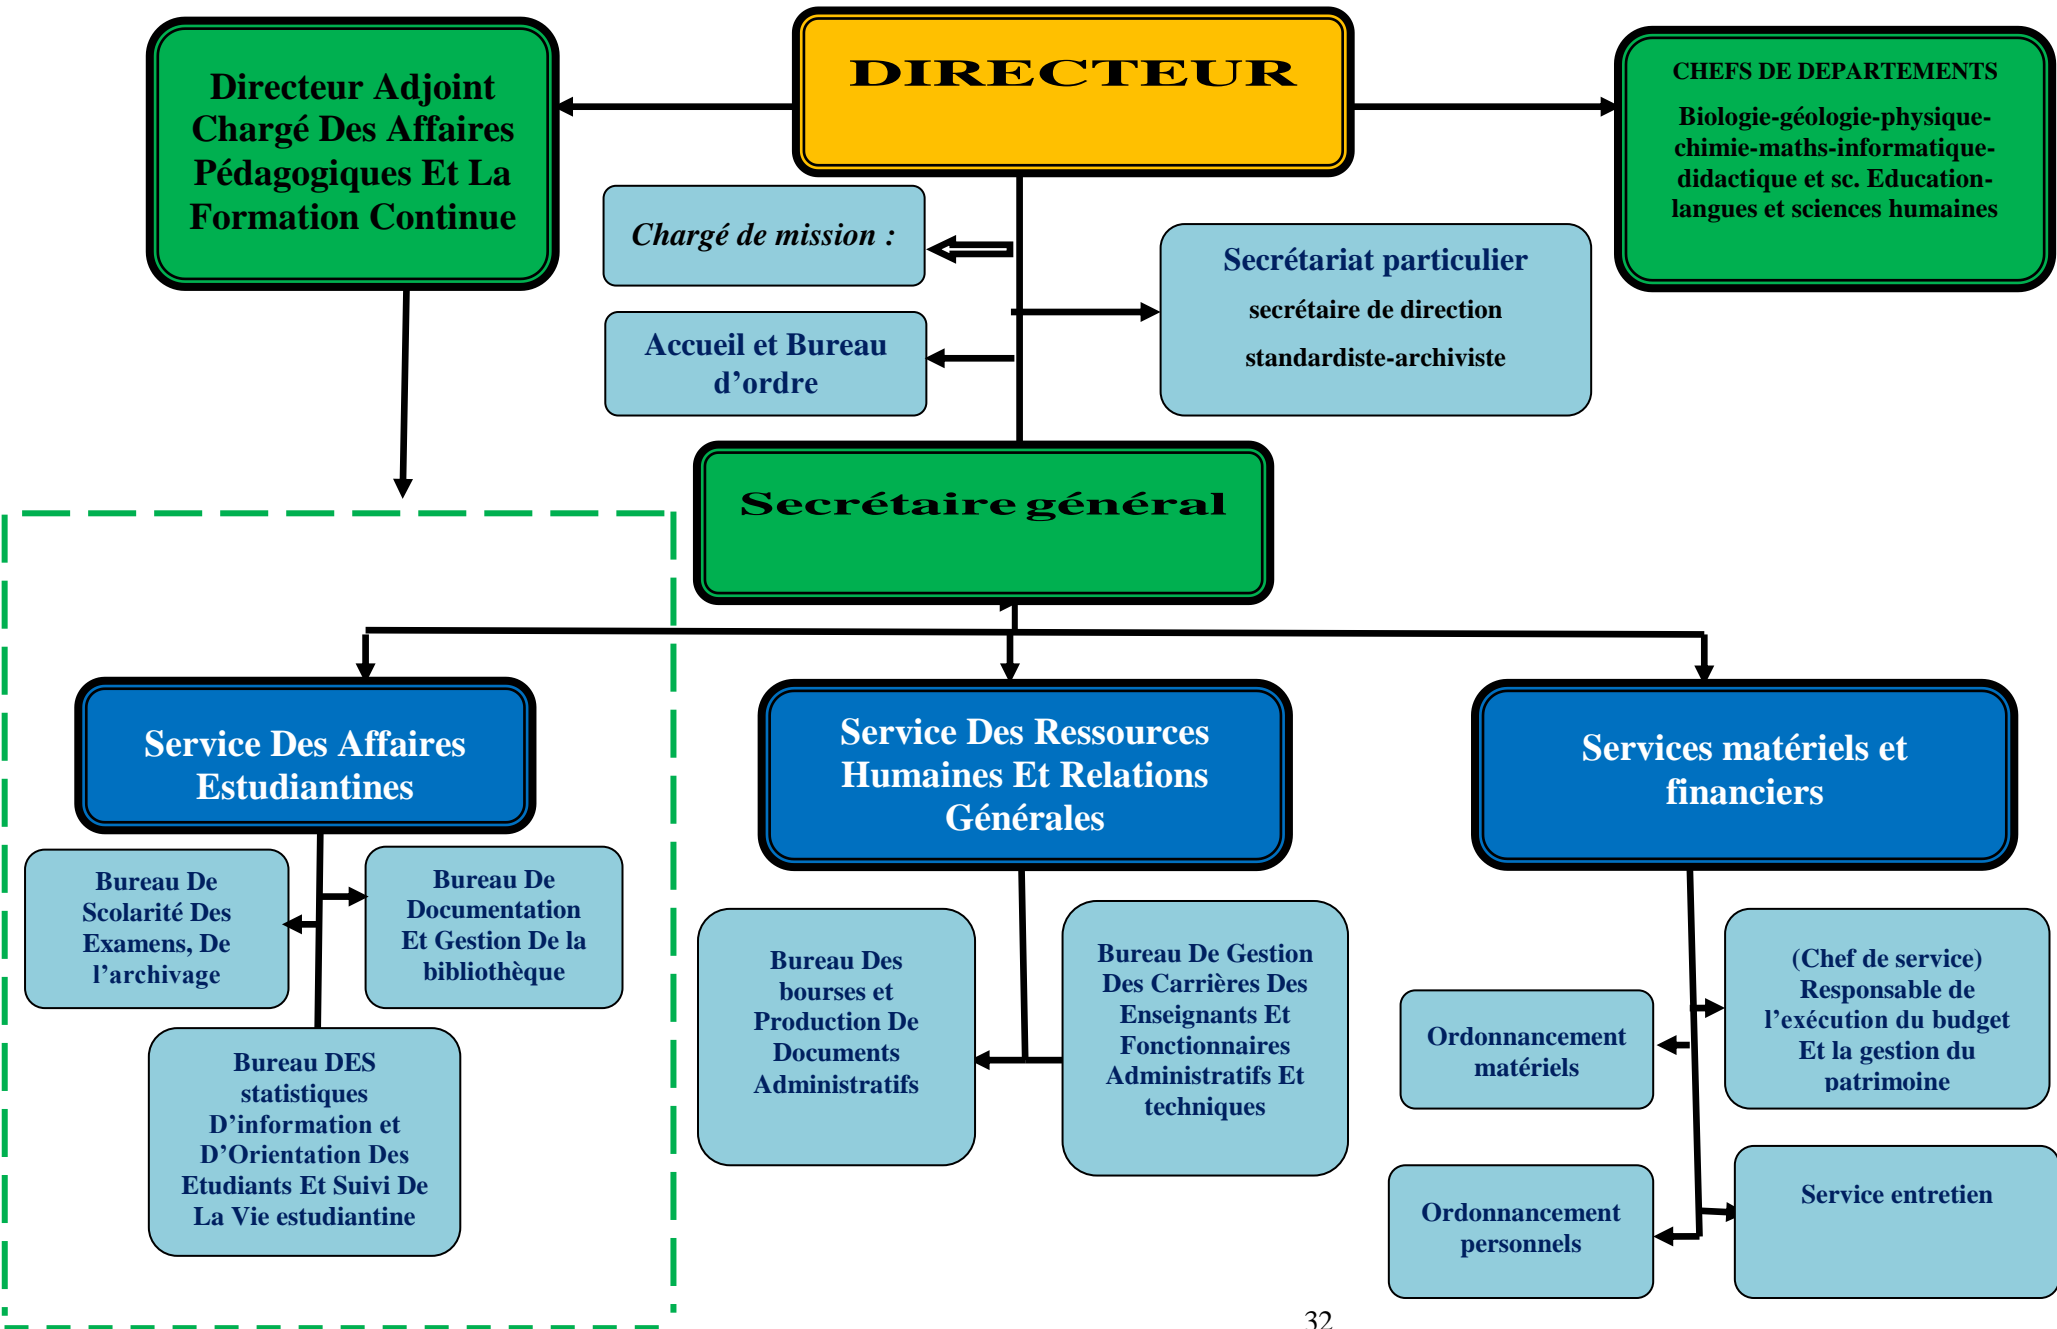 Directeur Adjoint
Chargé Des Affaires
Pédagogiques Et La
Formation Continue
DIRECTEUR
CHEFS DE DEPARTEMENTS
Biologie-géologie-physique-
chimie-maths-informatique-
didactique et sc. Education-
langues et sciences humaines
Chargé de mission :
Secrétariat particulier
secrétaire de direction
standardiste-archiviste
Accueil et Bureau
d’ordre
Secrétaire général
Service Des Affaires
Estudiantines
Service Des Ressources
Humaines Et Relations
Générales
Services matériels et
financiers
Bureau De
Scolarité Des
Examens, De
l’archivage
Bureau De
Documentation
Et Gestion De la
bibliothèque
Bureau DES
statistiques
D’information et
D’Orientation Des
Etudiants Et Suivi De
La Vie estudiantine
Bureau Des
bourses et
Production De
Documents
Administratifs
Bureau De Gestion
Des Carrières Des
Enseignants Et
Fonctionnaires
Administratifs Et
techniques
(Chef de service)
Responsable de
l’exécution du budget
Et la gestion du
patrimoine
Ordonnancement
matériels
Ordonnancement
personnels
Service entretien
32